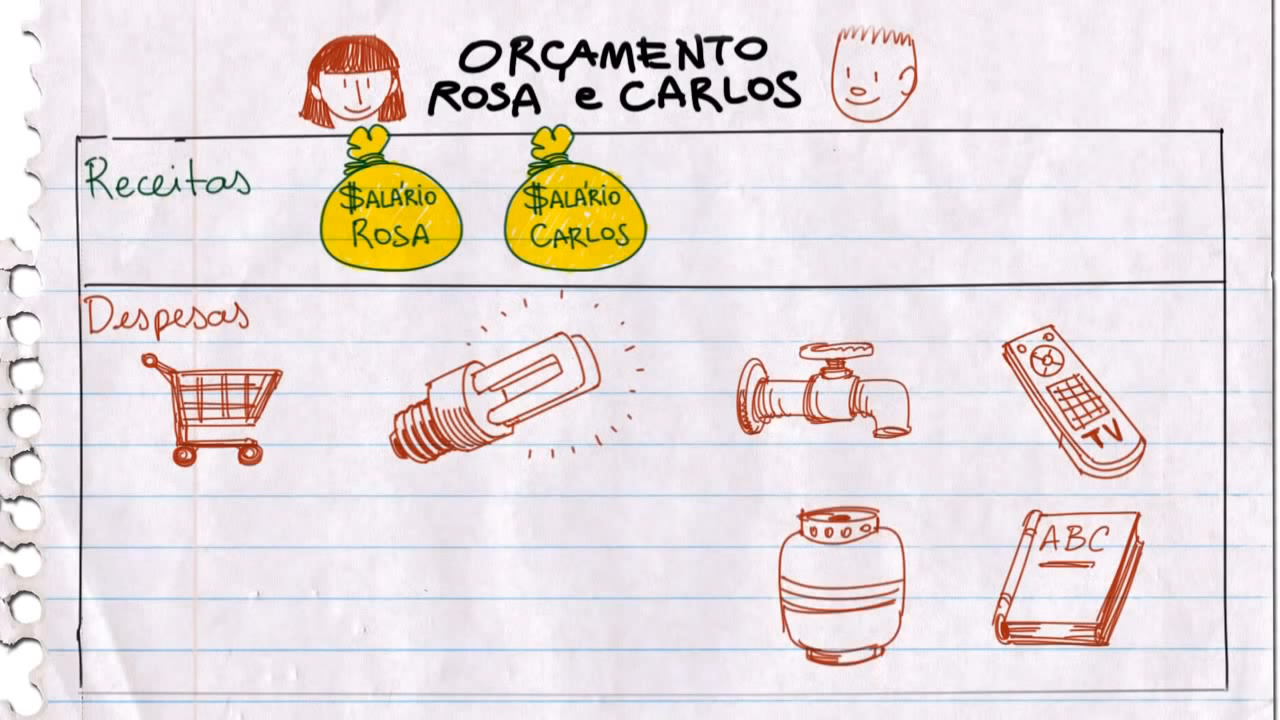 ORÇAMENTO
ROSA e CARLOS
Receitas
$ALÁRIO
ROSA
$ALÁRIO
CARLOS
Despesas
TV
ABC